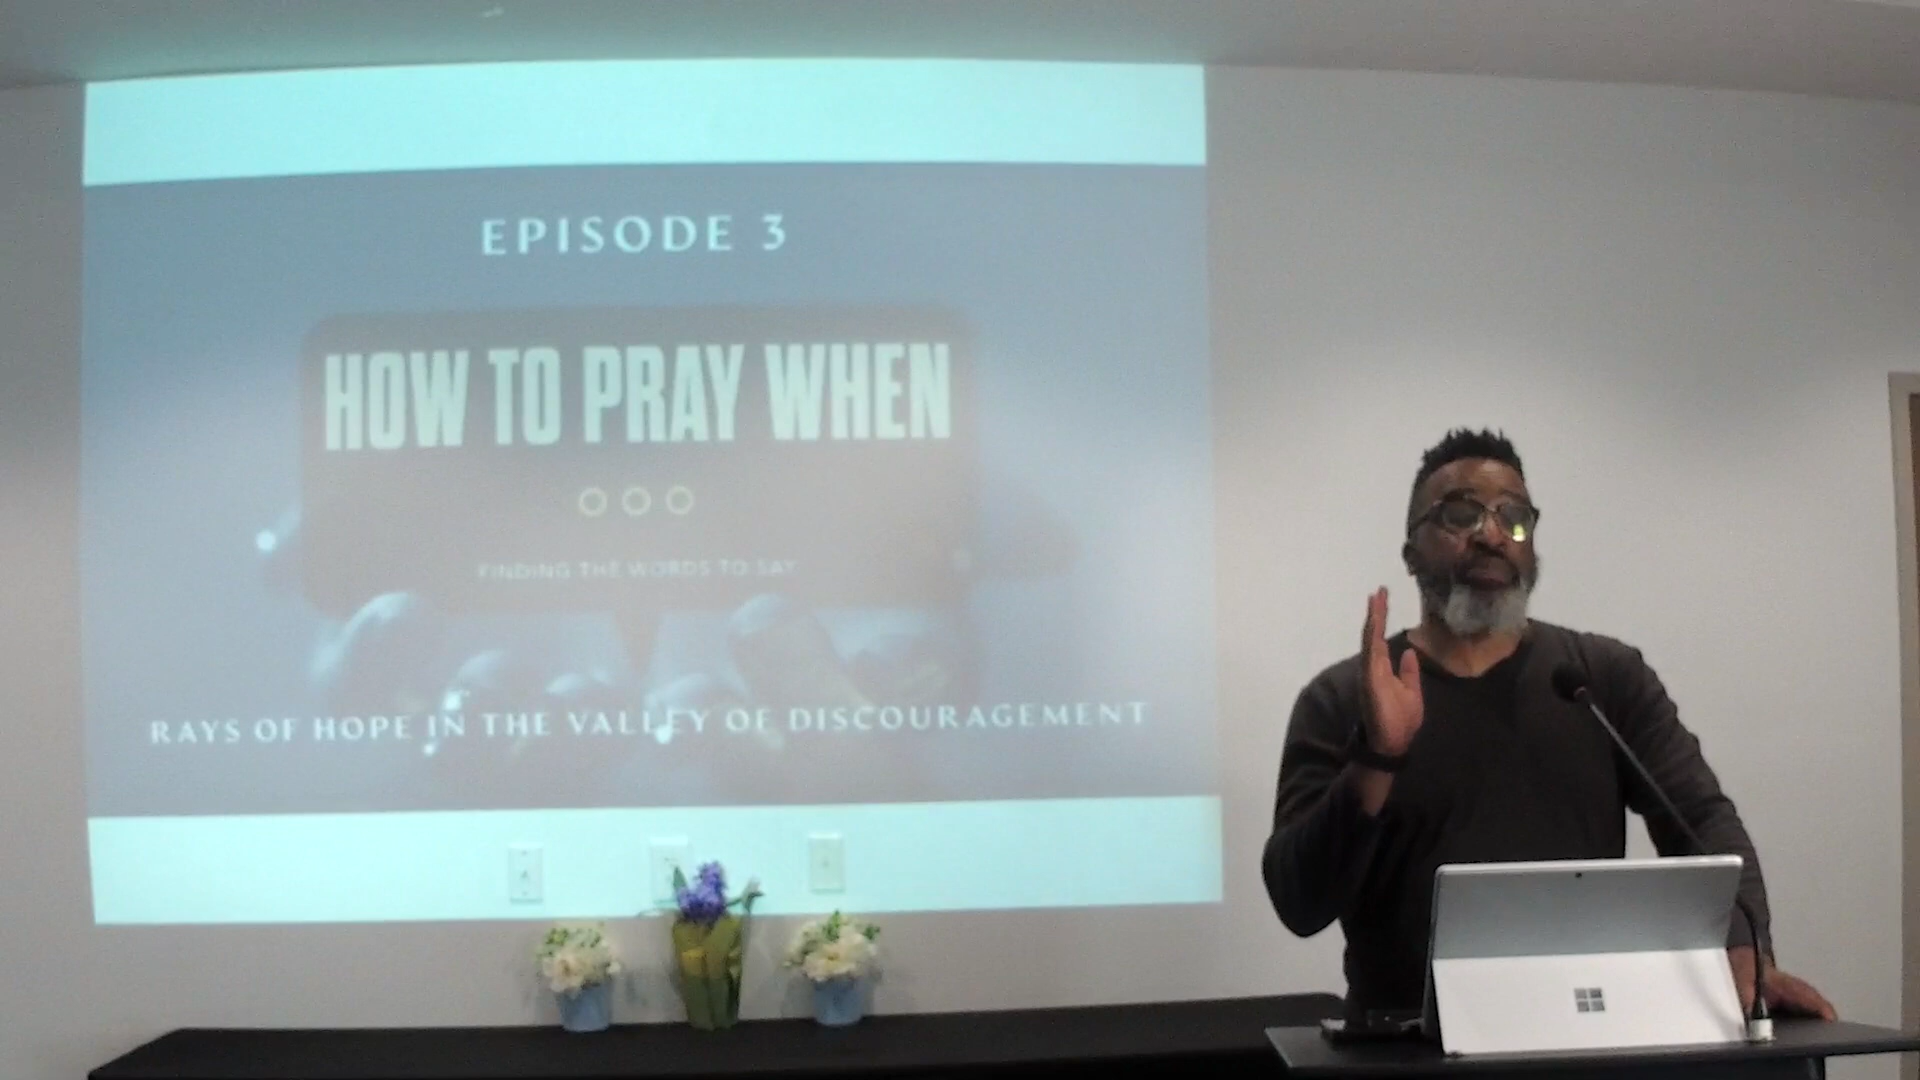 EPISODE 3
HOW TO PRAY WHEN
FINDING THE WORDS TO SAY
RAYS OF HOPE IN THE VALLEY OF DISCOURAGEMENT